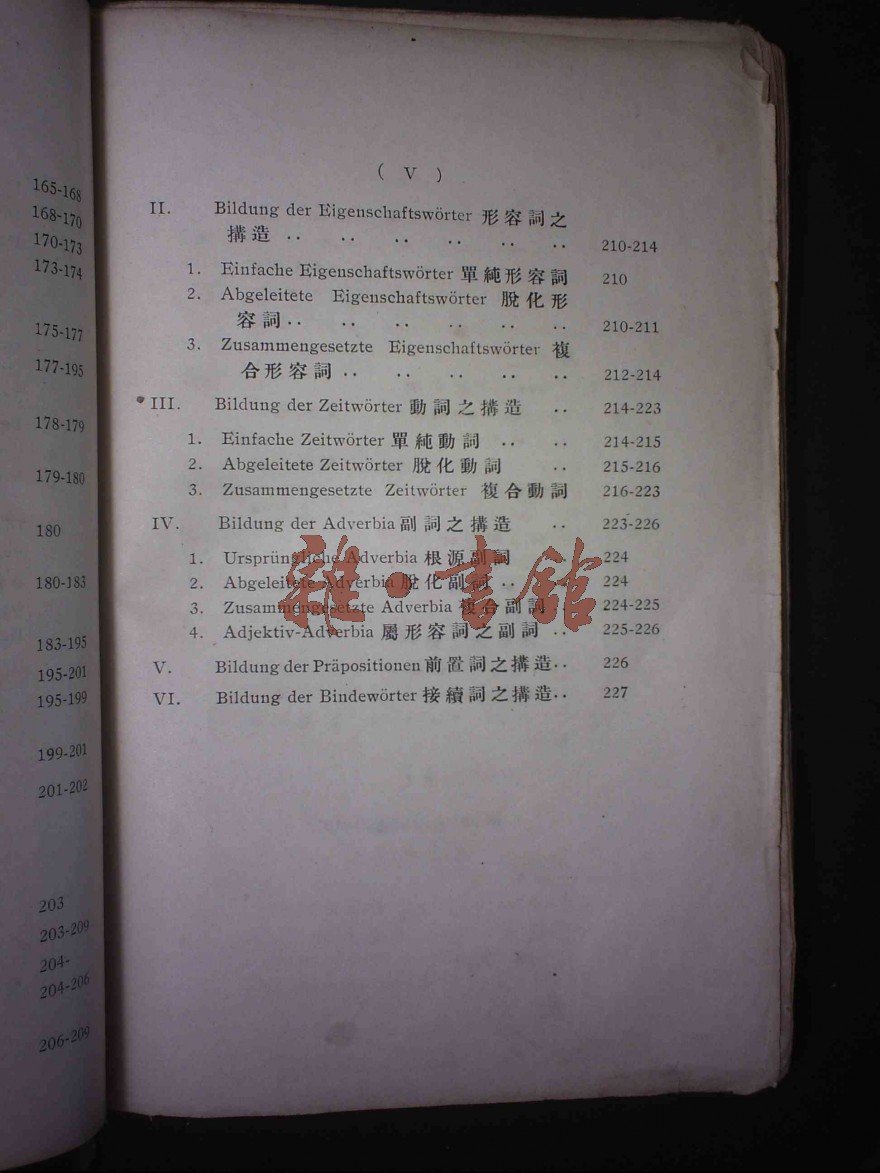 165-168
168-170
170-173
173-174
175-177
177-195
178-179
179-180
180
180-183
183-195
195-201
195-199
199-201
201-202
203
203-209
204-
204-206
206-209
( V )
II. Bildung der Eigenschaftswörter 形容詞之
搆造 .. .. .. .. .. .. 210-214
1. Einfache Eigenschaftswörter 單純形容詞 210
2. Abgeleitete Eigenschaftswörter 脫化形
容詞.. .. .. .. .. .. 210-211
3. Zusammengesetzte Eigenschaftswörter 複
合形容詞 .. .. .. .. .. 212-214
III. Bildung der Zeitwörter 動詞之搆造 .. 214-223
1. Einfache Zeitwörter 單純動詞 .. .. 214-215
2. Abgeleitete Zeitwörter 脫化動詞 .. 215-216
3. Zusammengesetzte Zeitwörter 複合動詞 216-223
IV. Bildung der Adverbia 副詞之搆造 .. 223-226
1. Ursprüngliche Adverbia 根源副詞 224
2. Abgeleitete Adverbia 脫化副詞.. 224
3. Zusammengesetzte Adverbia 複合副詞.. 224-225
4. Adjektiv-Adverbia 屬形容詞之副詞 .. 225-226
V. Bildung der Präpositionen 前置詞之搆造.. 226
VI. Bildung der Bindewörter 接續詞之搆造.. 227
雜·書館